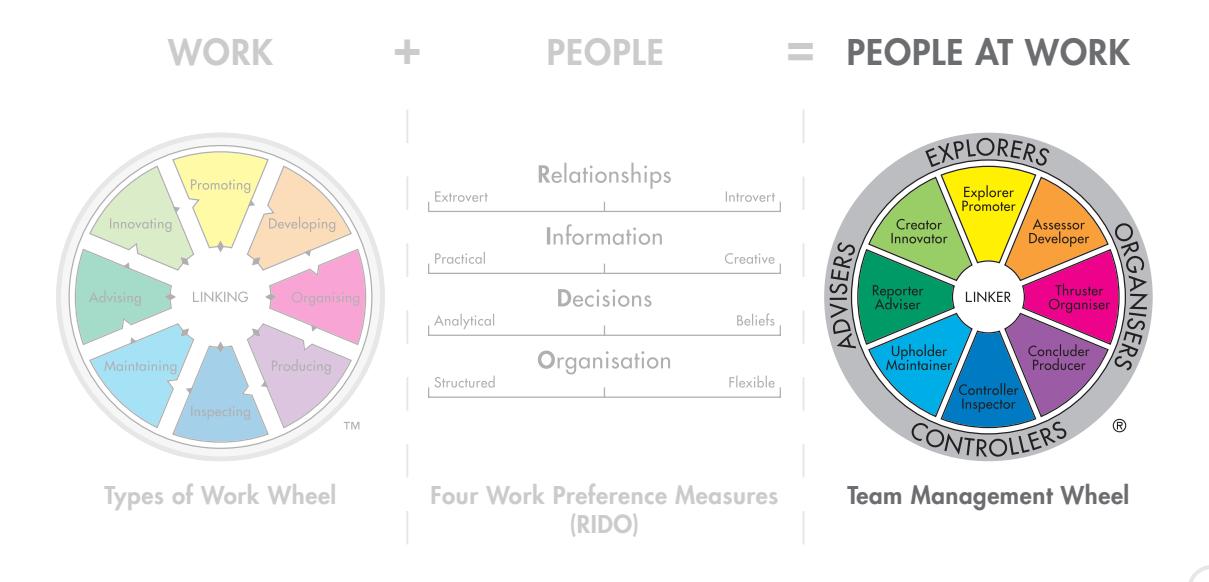 WORK + PEOPLE = PEOPLE AT WORK
Promoting
Developing
Organising
Producing
Inspecting
Maintaining
Advising
Innovating
LINKING
TM
Types of Work Wheel
Relationships
Extrovert Introvert
Information
Practical Creative
Decisions
Analytical Beliefs
Organisation
Structured Flexible
Four Work Preference Measures
(RIDO)
EXPLORERS
ORGANISERS
CONTROLLERS
ADVISERS
Explorer
Promoter
Assessor
Developer
Thruster
Organiser
Concluder
Producer
Controller
Inspector
Upholder
Maintainer
Reporter
Adviser
Creator
Innovator
LINKER
®
Team Management Wheel